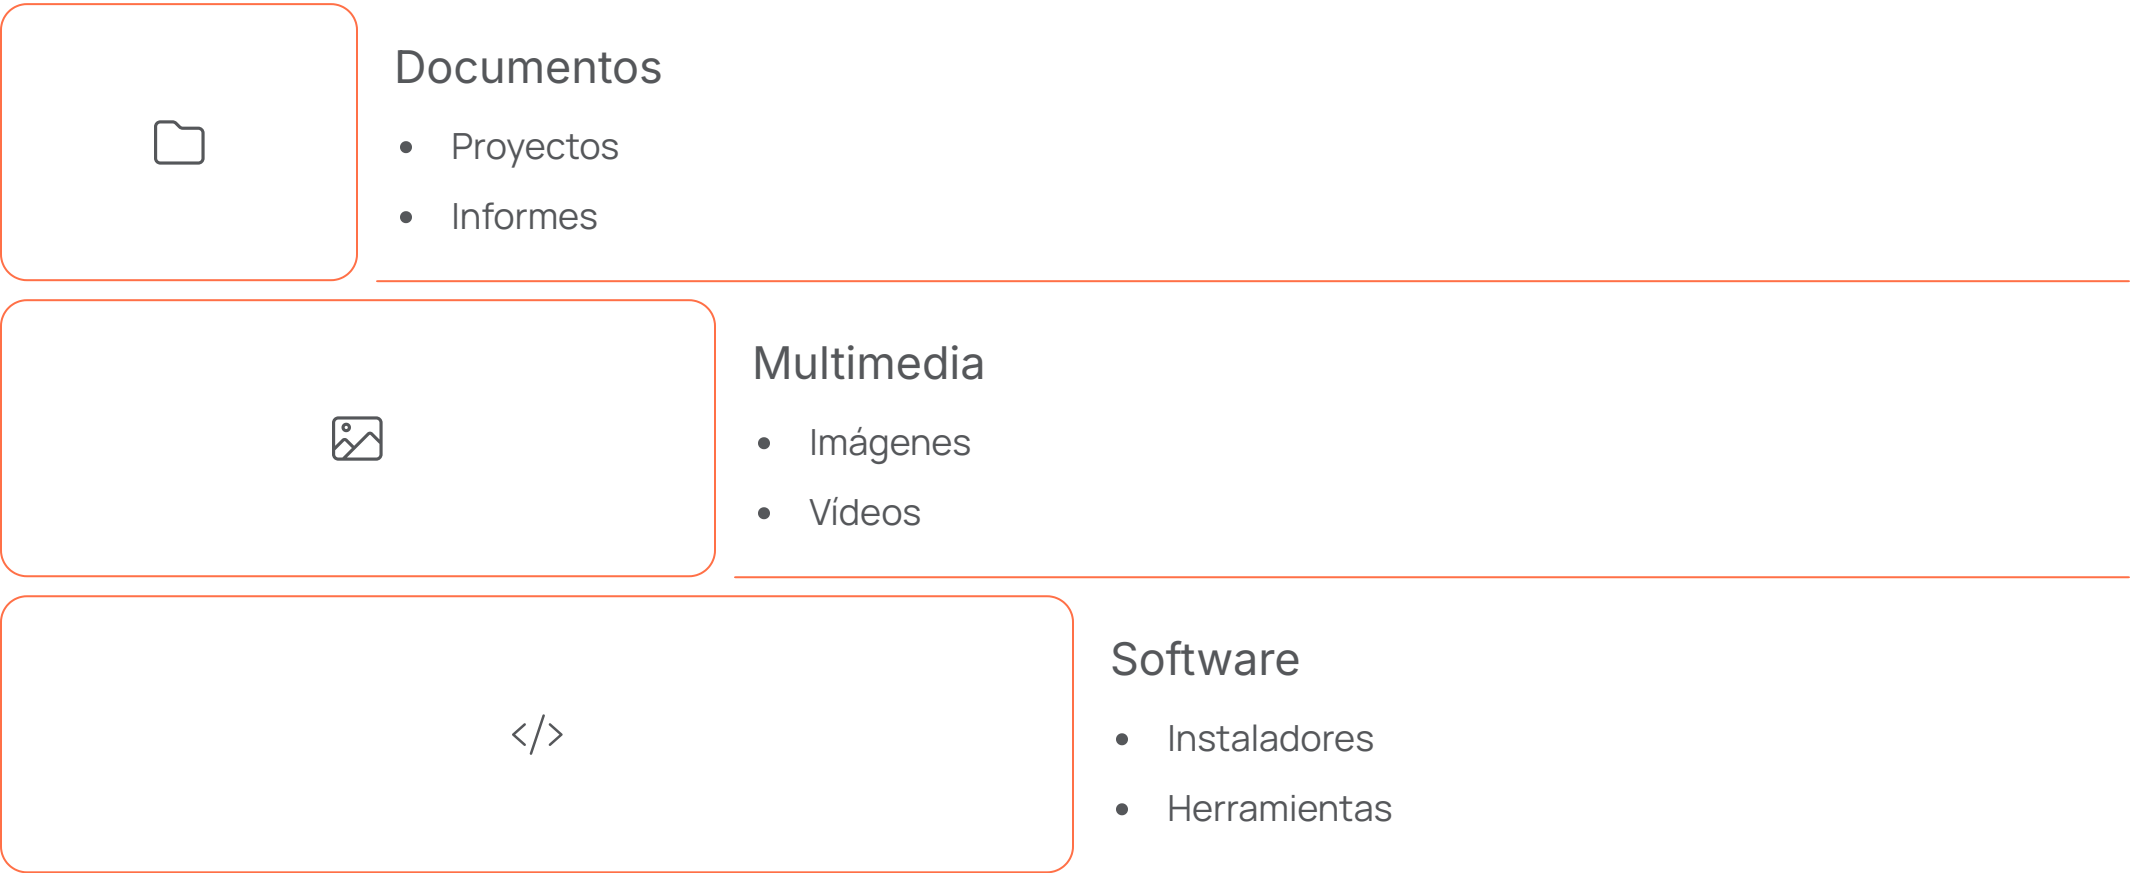 Documentos
• Proyectos
• Informes
Multimedia
• Imágenes
• Vídeos
Software
• Instaladores
• Herramientas